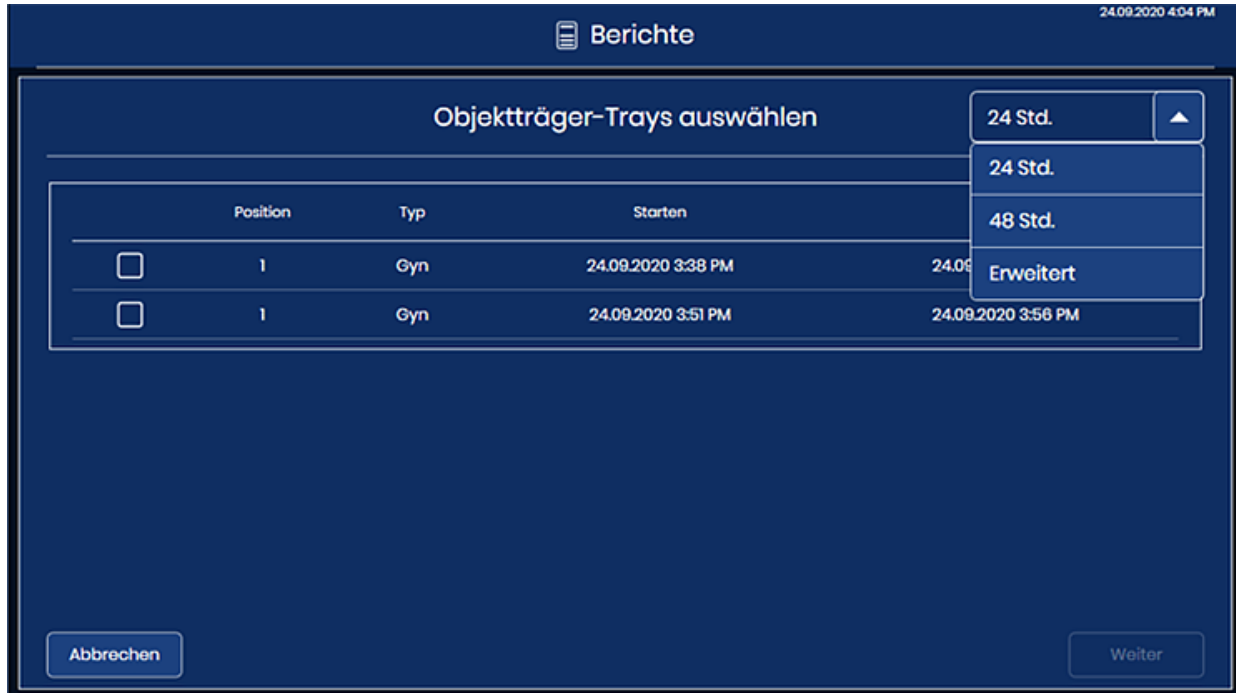 24.09.2020 4:04 PM
Berichte
Objektträger-Trays auswählen
24 Std.
24 Std.
48 Std.
Erweitert
Position Typ Starten
1 Gyn 24.09.2020 3:38 PM
1 Gyn 24.09.2020 3:51 PM 24.09.2020 3:56 PM
Abbrechen Weiter